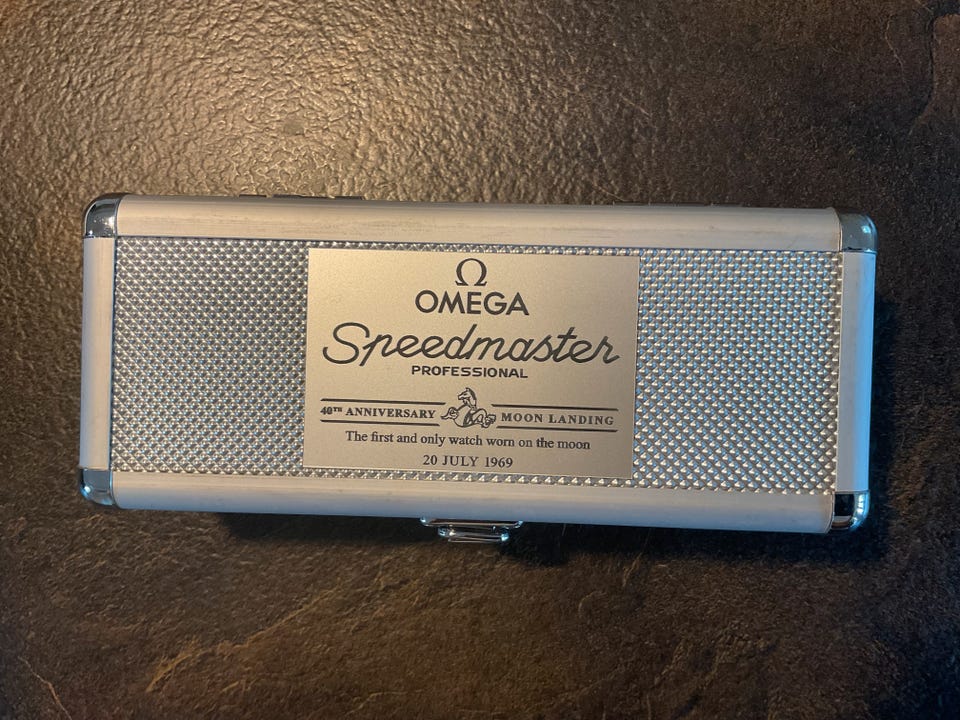 Ω
OMEGA
Speedmaster
PROFESSIONAL
40TH ANNIVERSARY MOON LANDING
The first and only watch worn on the moon
20 JULY 1969